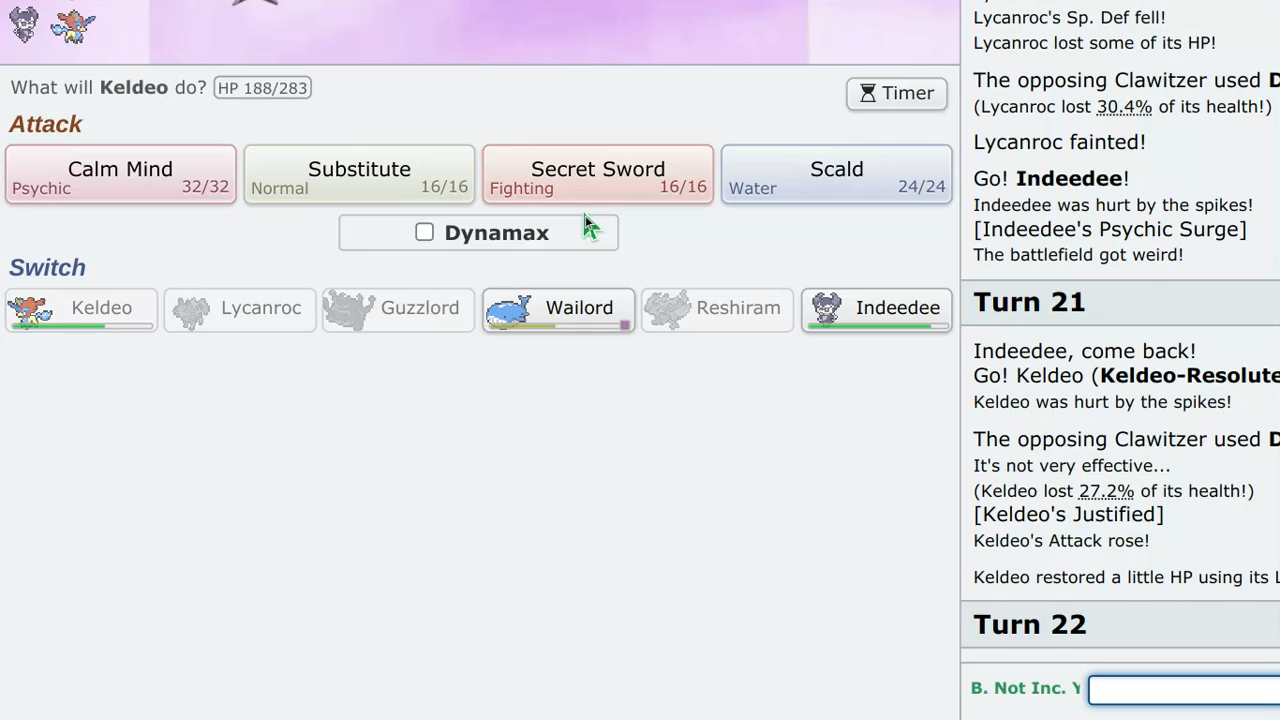 What will Keldeo do? HP 188/283
Timer
Attack
Calm Mind
Psychic 32/32
Substitute
Normal 16/16
Secret Sword
Fighting 16/16
Scald
Water 24/24
Dynamax
Switch
Keldeo
Lycanroc
Guzzlord
Wailord
Reshiram
Indeedee
Lycanroc's Sp. Def fell!
Lycanroc lost some of its HP!
The opposing Clawitzer used D
(Lycanroc lost 30.4% of its health!)
Lycanroc fainted!
Go! Indeedee!
Indeedee was hurt by the spikes!
[Indeedee's Psychic Surge]
The battlefield got weird!
Turn 21
Indeedee, come back!
Go! Keldeo (Keldeo-Resolute
Keldeo was hurt by the spikes!
The opposing Clawitzer used D
It's not very effective...
(Keldeo lost 27.2% of its health!)
[Keldeo's Justified]
Keldeo's Attack rose!
Keldeo restored a little HP using its L
Turn 22
B. Not Inc. Y